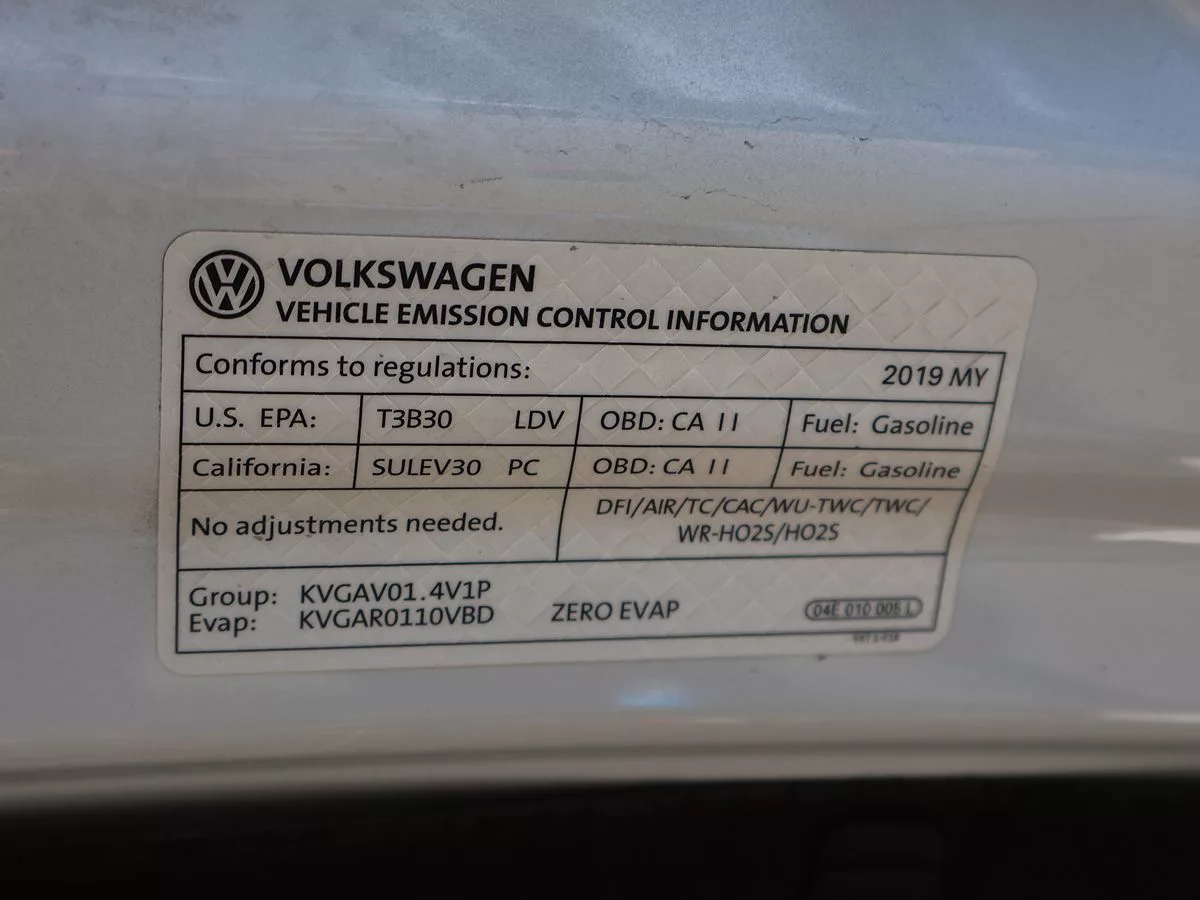 VOLKSWAGEN
VEHICLE EMISSION CONTROL INFORMATION
Conforms to regulations: 2019 MY
U.S. EPA: T3B30 LDV OBD: CA II Fuel: Gasoline
California: SULEV30 PC OBD: CA II Fuel: Gasoline
No adjustments needed. DFI/AIR/TC/CAC/WU-TWC/TWC/
WR-HO2S/HO2S
Group: KVGAV01.4V1P
Evap: KVGAR0110VBD ZERO EVAP 04E 010 005 L